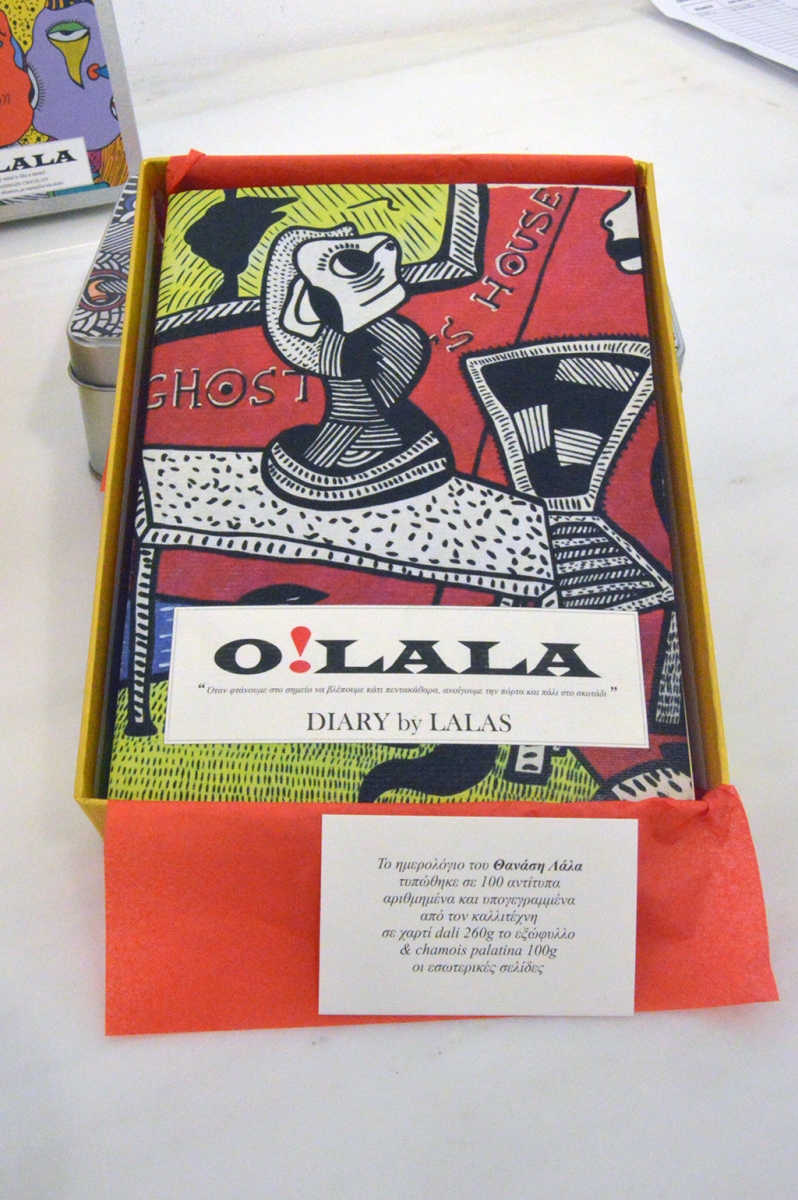 LALA
GHOST 'S HOUSE
O!LALA
“Όταν φτάνουμε στο σημείο να βλέπουμε κάτι πεντακάθαρα, ανοίγουμε την πόρτα και πάλι στο σκοτάδι”
DIARY by LALAS
Το ημερολόγιο του Θανάση Λάλα
τυπώθηκε σε 100 αντίτυπα
αριθμημένα και υπογεγραμμένα
από τον καλλιτέχνη
σε χαρτί dali 260g το εξώφυλλο
& chamois palatina 100g
οι εσωτερικές σελίδες